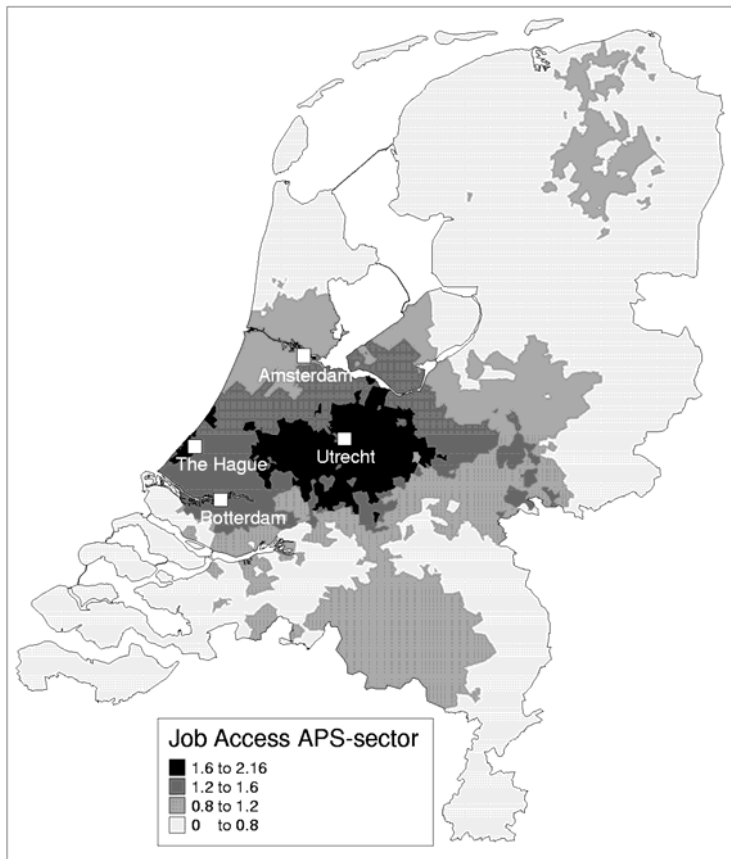 Amsterdam
Utrecht
The Hague
Rotterdam
Job Access APS-sector
1.6 to 2.16
1.2 to 1.6
0.8 to 1.2
0 to 0.8